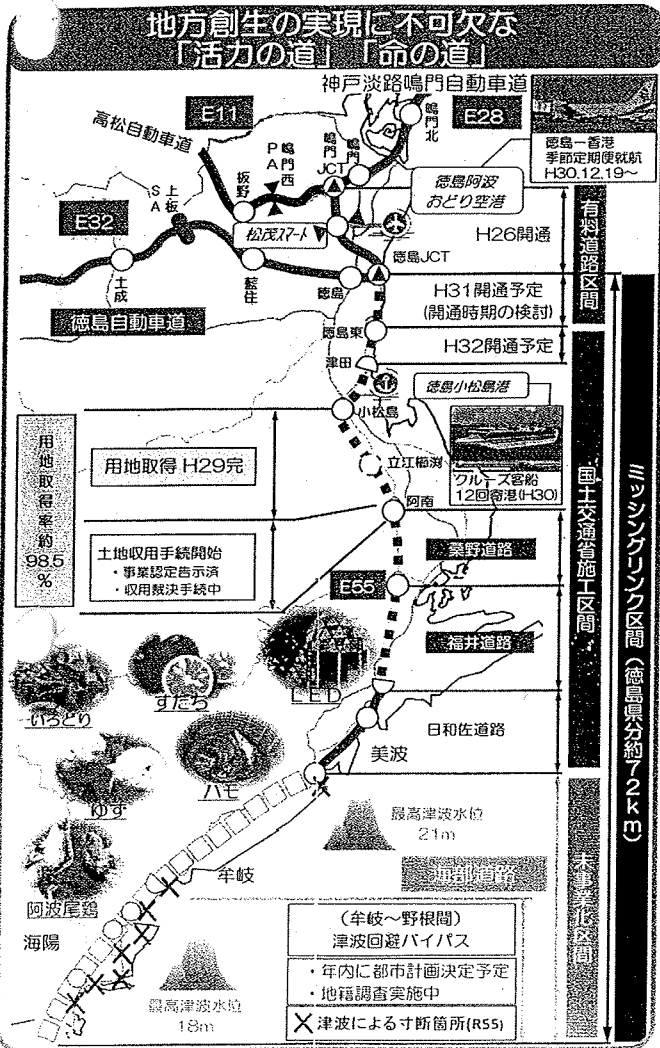 地方創生の実現に不可欠な
「活力の道」「命の道」
神戸淡路鳴門自動車道
E11
E28
高松自動車道
鳴門北
鳴門
鳴門JCT
鳴門西PA
板野
徳島－香港
季節定期便就航
H30.12.19～
徳島阿波
おどり空港
上板SA
E32
松茂スマート
H26開通
有料道路区間
徳島JCT
土成
藍住
徳島
徳島自動車道
H31開通予定
(開通時期の検討)
徳島東
H32開通予定
津田
徳島小松島港
小松島
用地取得率約98.5%
用地取得 H29完
立江櫛渕
クルーズ客船
12回寄港(H30)
阿南
国土交通省施工区間
ミッシングリンク区間（徳島県分約72km）
土地収用手続開始
・事業認定告示済
・収用裁決手続中
桑野道路
E55
福井道路
いろどり
すだち
LED
日和佐道路
美波
ハモ
ゆず
最高津波水位
21m
牟岐
海部道路
未事業化区間
阿波尾鶏
海陽
（牟岐～野根間）
津波回避バイパス
・年内に都市計画決定予定
・地籍調査実施中
最高津波水位
18m
╳津波による寸断箇所(R55)